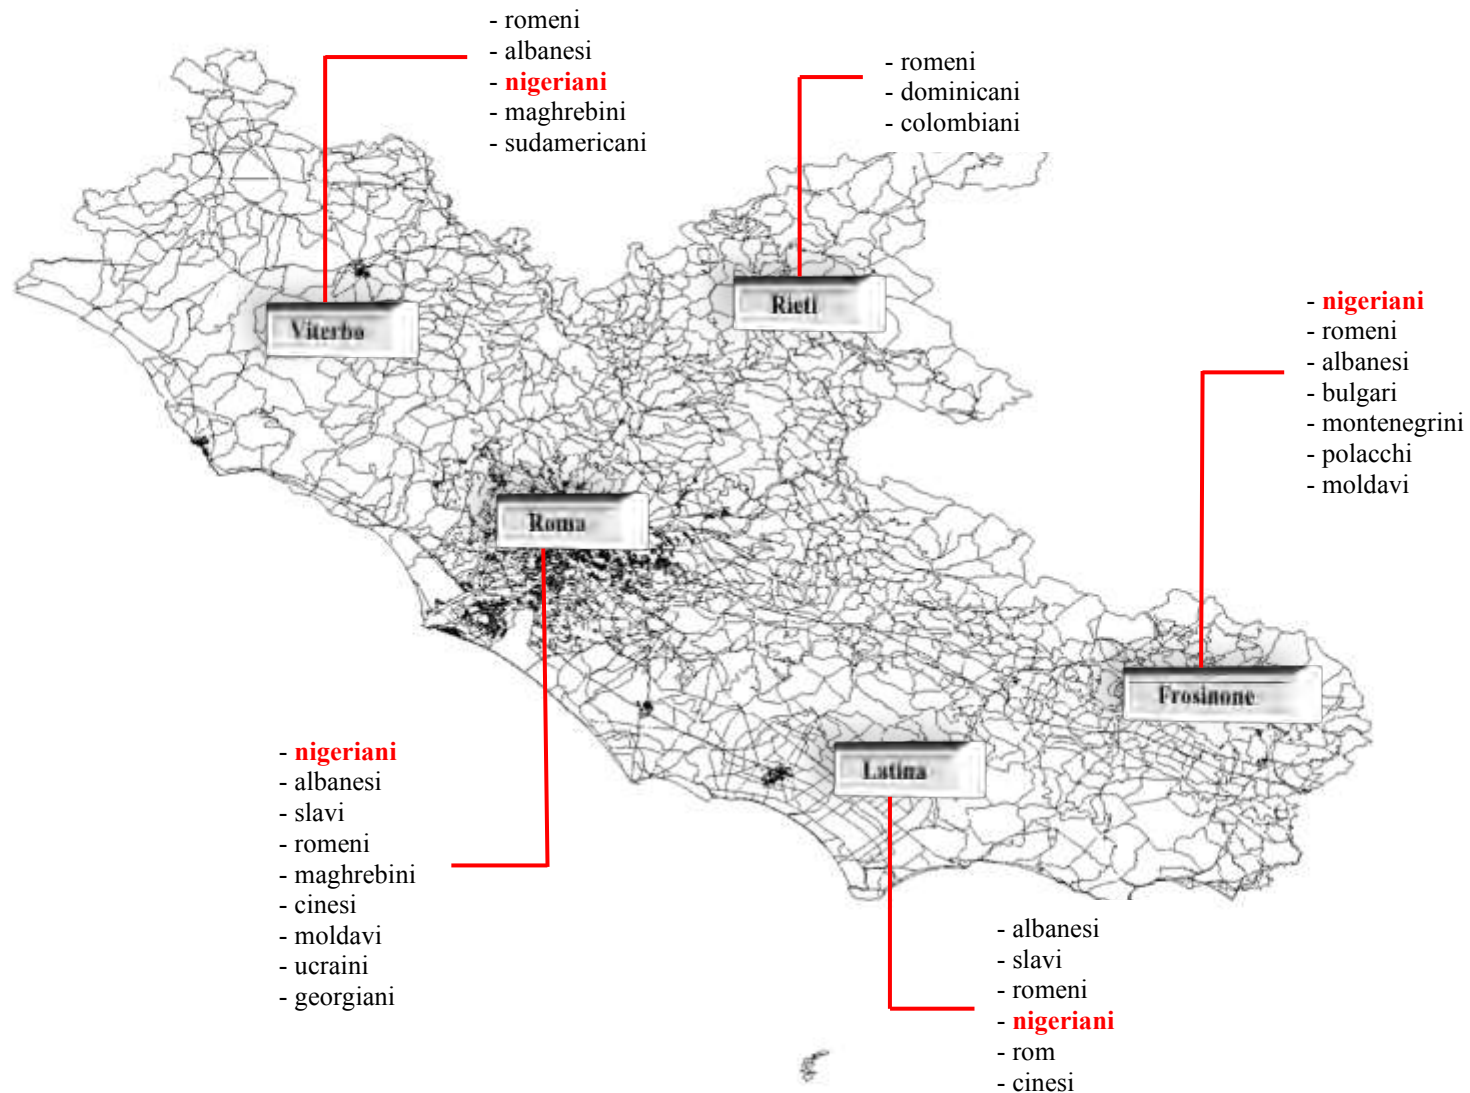 - romeni
- albanesi
- nigeriani
- maghrebini
- sudamericani
- romeni
- dominicani
- colombiani
Viterbo
Rieti
- nigeriani
- romeni
- albanesi
- bulgari
- montenegrini
- polacchi
- moldavi
Roma
Frosinone
Latina
- nigeriani
- albanesi
- slavi
- romeni
- maghrebini
- cinesi
- moldavi
- ucraini
- georgiani
- albanesi
- slavi
- romeni
- nigeriani
- rom
- cinesi